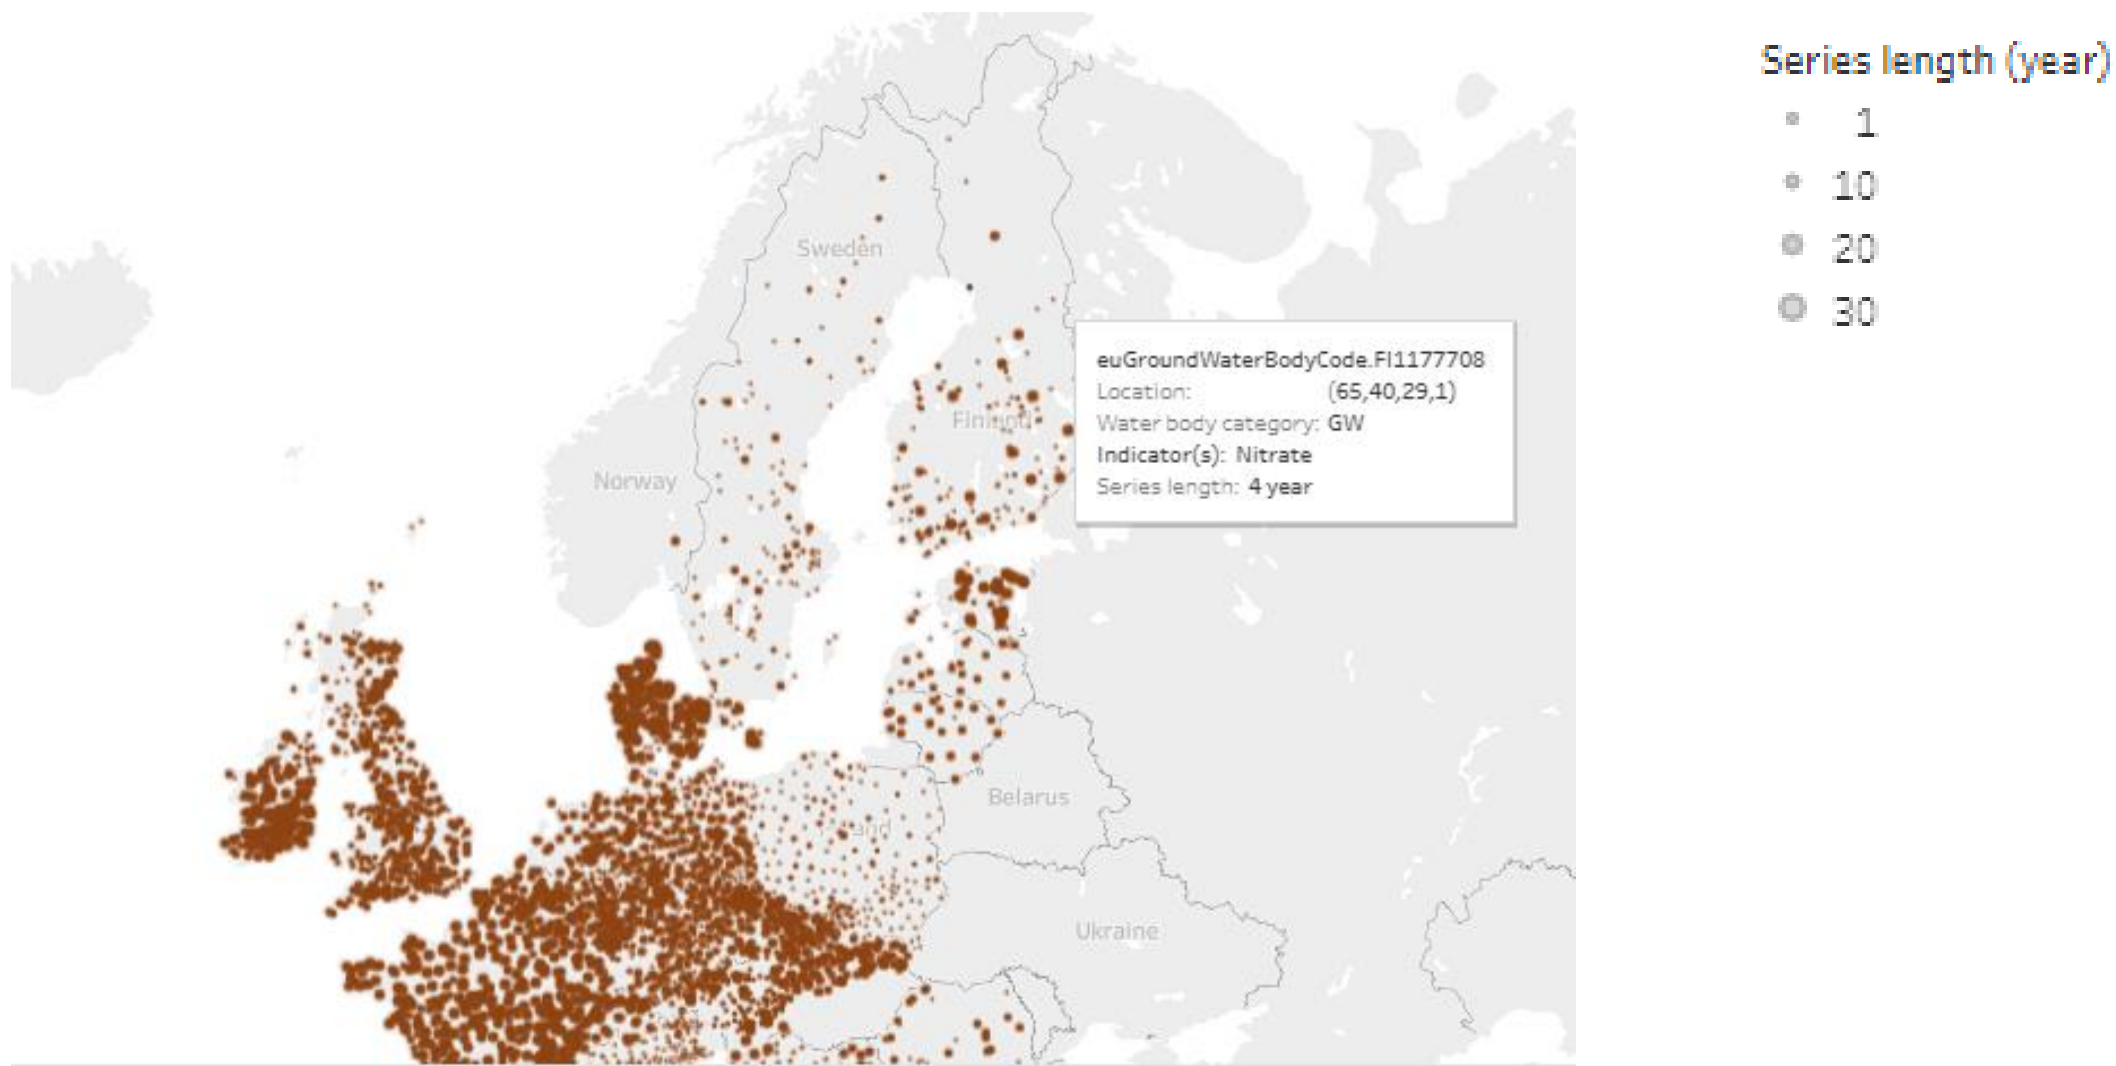 Series length (year)
1
10
20
30
Sweden
euGroundWaterBodyCode.FI1177708
Location: (65,40,29,1)
Water body category: GW
Indicator(s): Nitrate
Series length: 4 year
Finland
Norway
Belarus
Ukraine